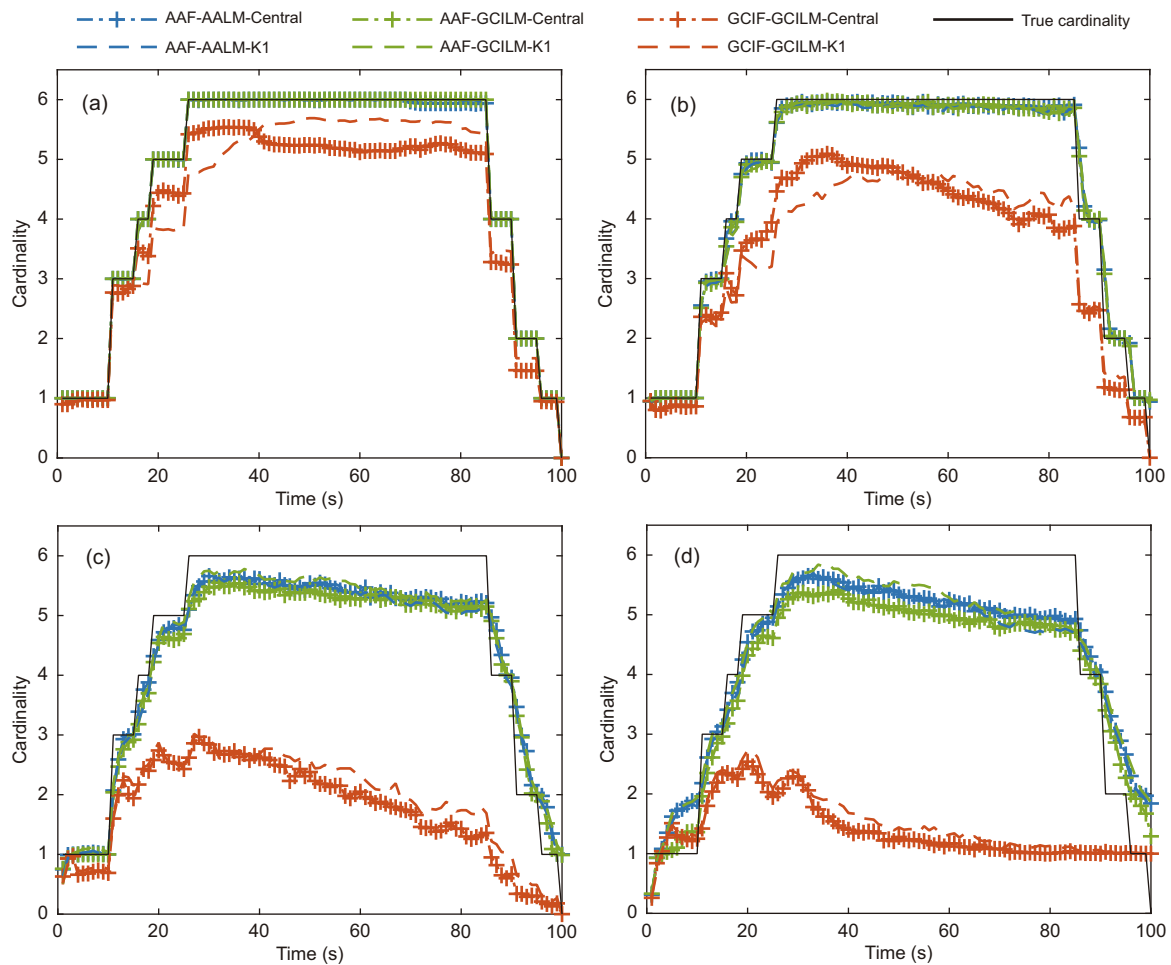 AAF-AALM-Central AAF-GCILM-Central GCIF-GCILM-Central True cardinality
AAF-AALM-K1 AAF-GCILM-K1 GCIF-GCILM-K1
(a)
Cardinality
6
5
4
3
2
1
0
0 20 40 60 80 100
Time (s)
(b)
Cardinality
6
5
4
3
2
1
0
0 20 40 60 80 100
Time (s)
(c)
Cardinality
6
5
4
3
2
1
0
0 20 40 60 80 100
Time (s)
(d)
Cardinality
6
5
4
3
2
1
0
0 20 40 60 80 100
Time (s)